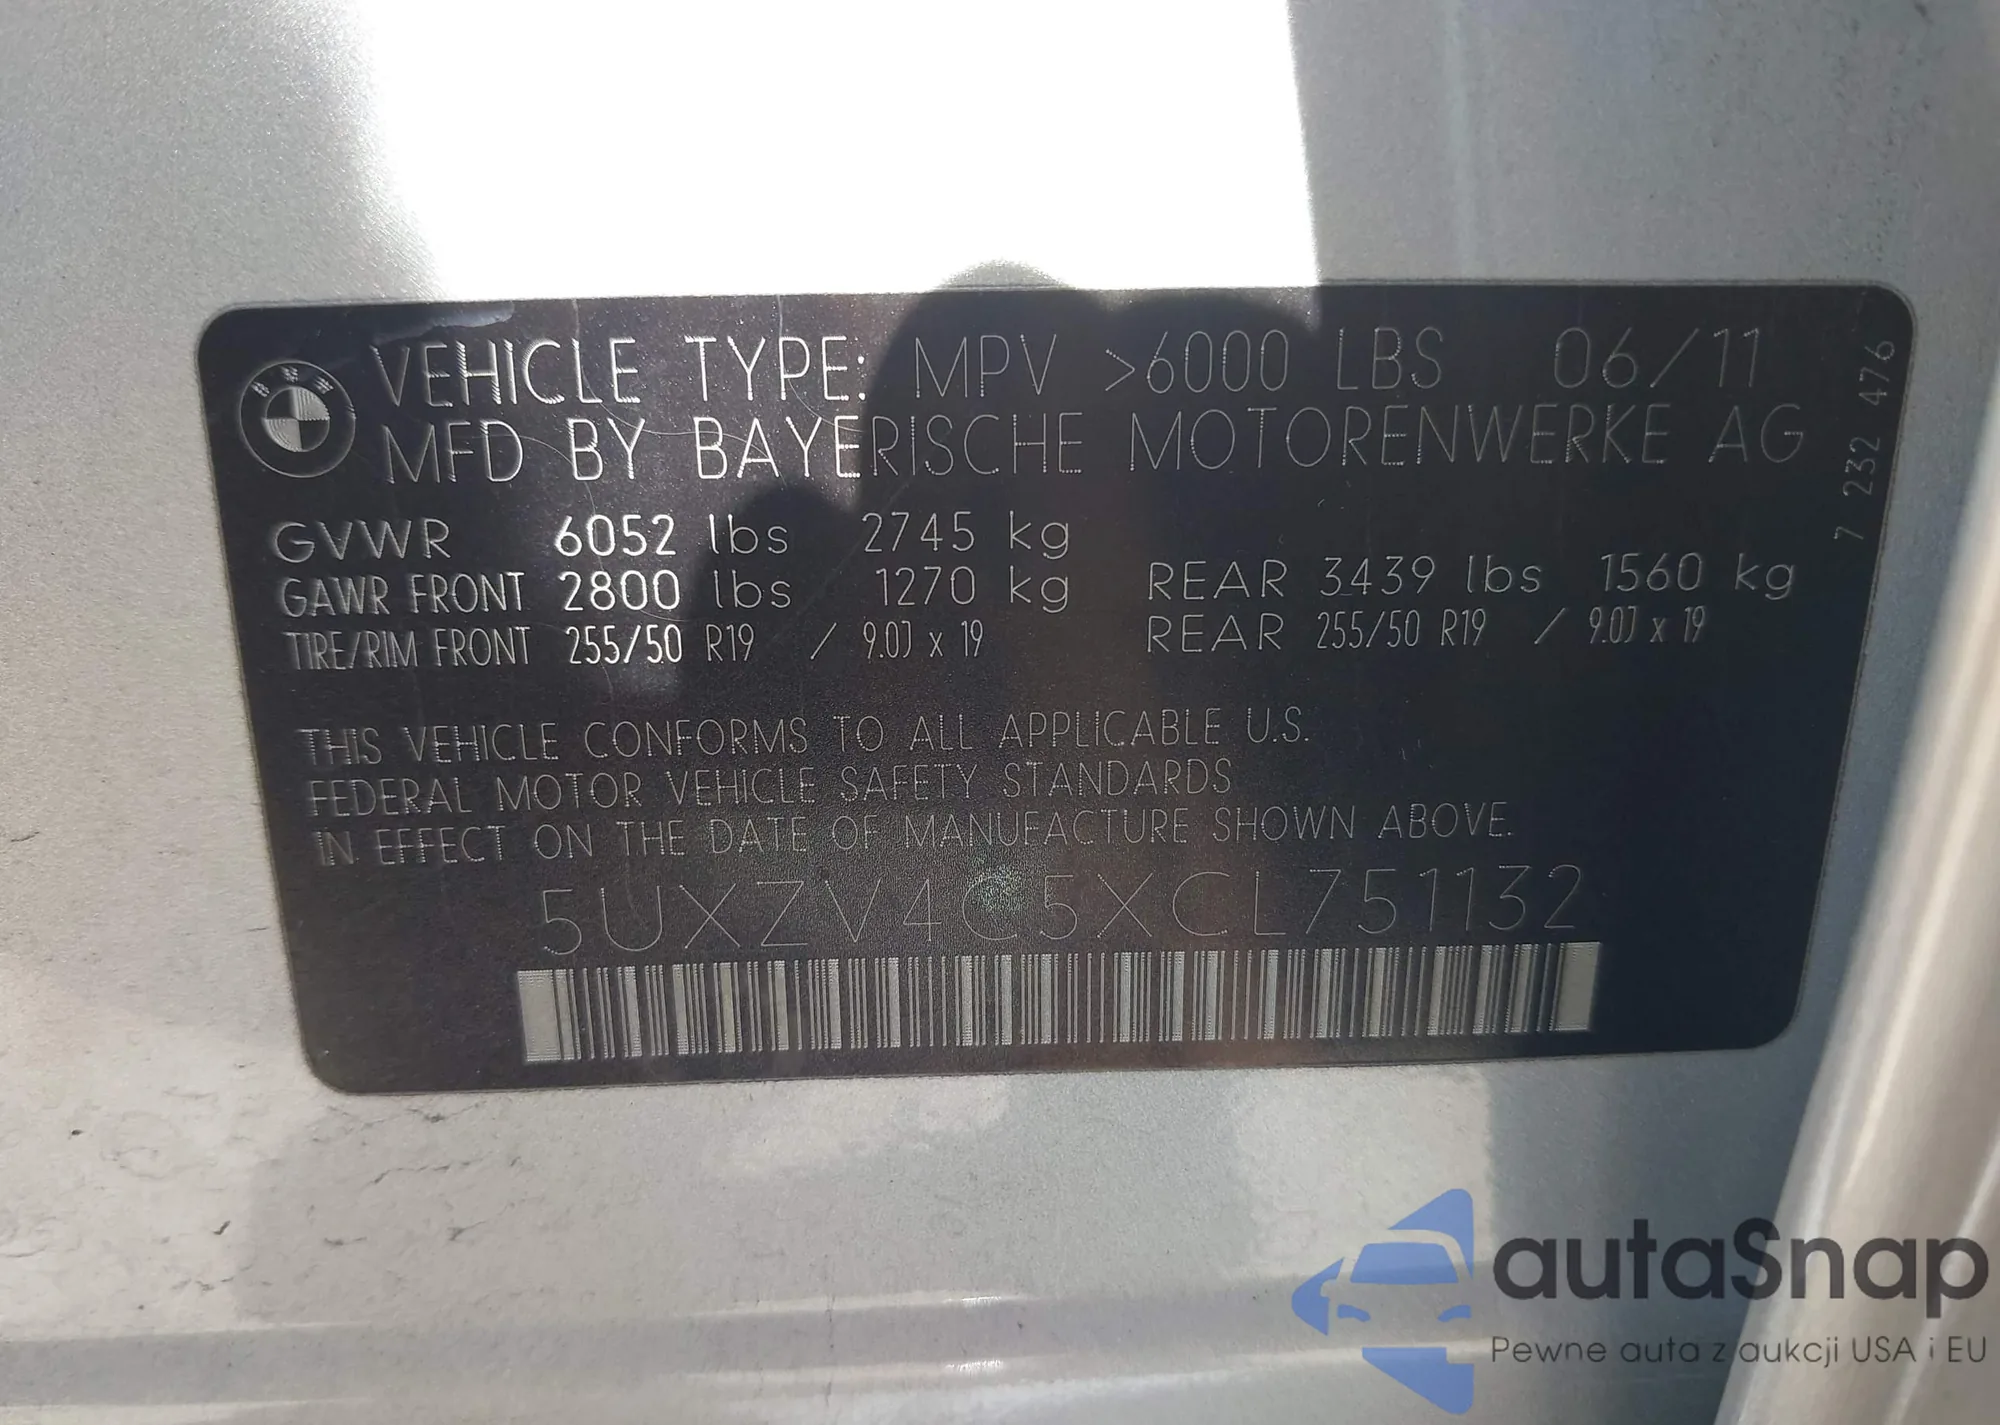 VEHICLE TYPE: MPV >6000 LBS 06/11
MFD BY BAYERISCHE MOTORENWERKE AG
GVWR 6052 lbs 2745 kg
GAWR FRONT 2800 lbs 1270 kg REAR 3439 lbs 1560 kg
TIRE/RIM FRONT 255/50 R19 / 9.0J x 19 REAR 255/50 R19 / 9.0J x 19
THIS VEHICLE CONFORMS TO ALL APPLICABLE U.S.
FEDERAL MOTOR VEHICLE SAFETY STANDARDS
IN EFFECT ON THE DATE OF MANUFACTURE SHOWN ABOVE.
5UXZV4C5XCL751132
7 232 476
BMW
autaSnap
Pewne auta z aukcji USA i EU